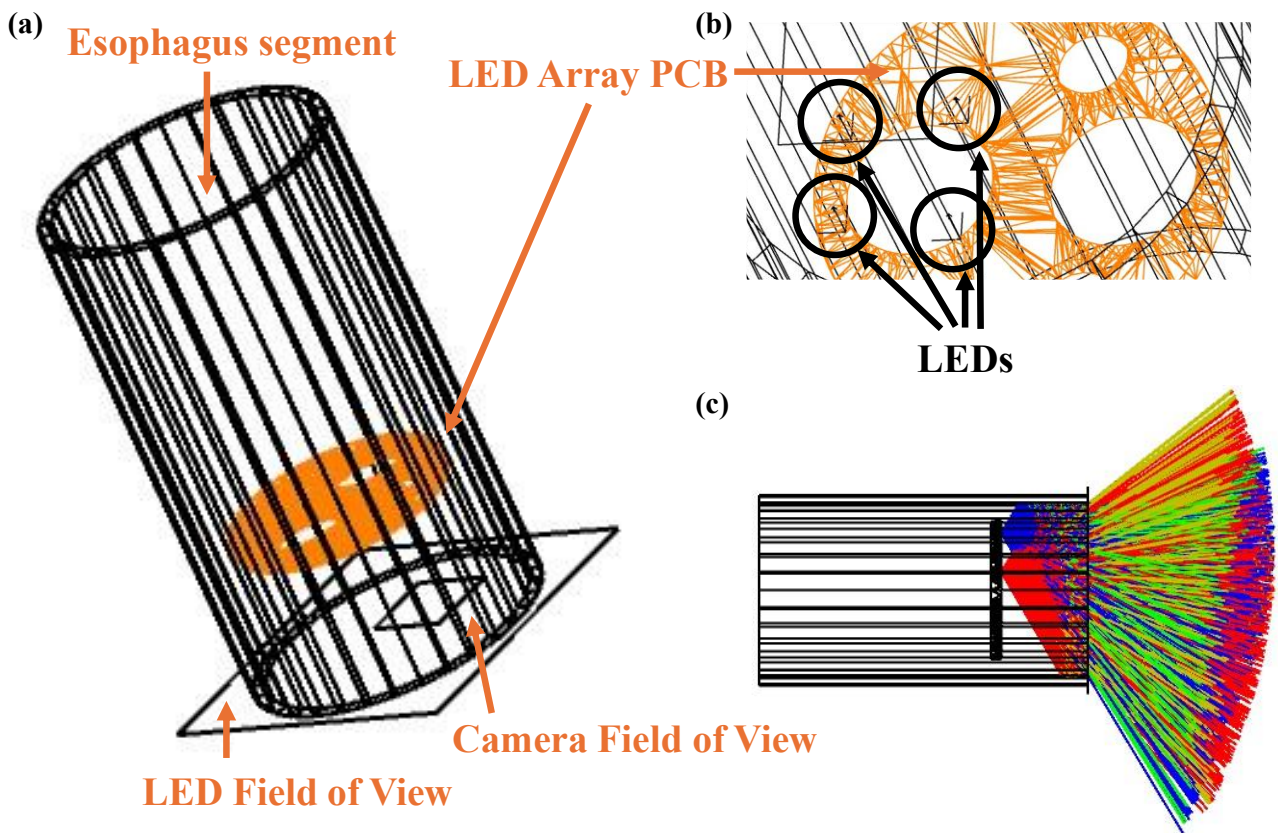 (a)
Esophagus segment
(b)
LED Array PCB
LEDs
(c)
Camera Field of View
LED Field of View